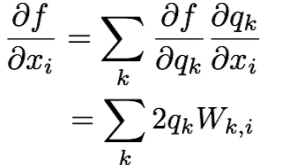 ∂f/∂x_i = ∑_k ∂f/∂q_k ∂q_k/∂x_i
= ∑_k 2q_k W_{k,i}